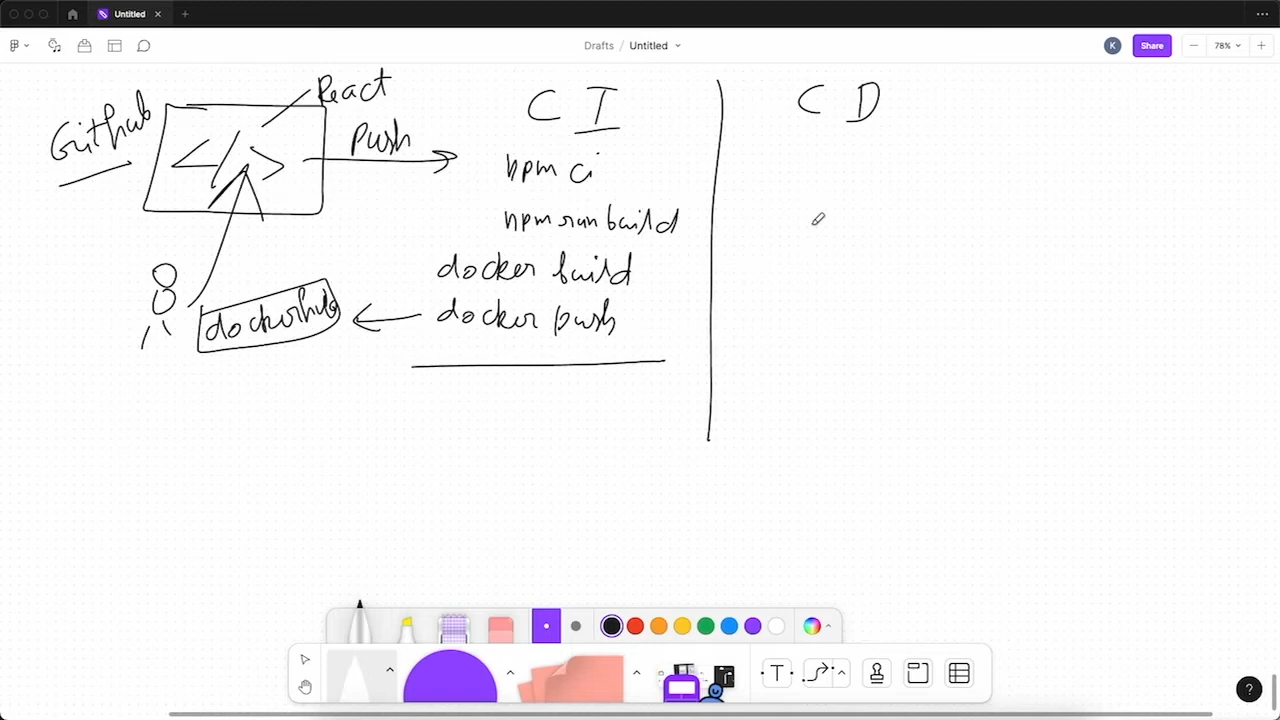 Untitled
Drafts / Untitled
K
Share
78%
React
Github
Push
</>
C I
C D
npm ci
npm run build
docker build
dockerhub
docker push
T
?